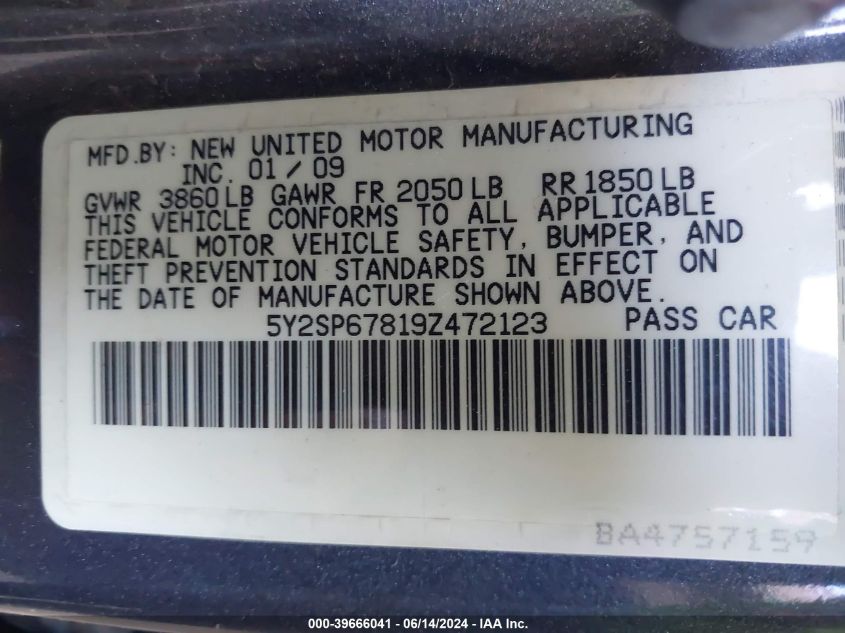 MFD.BY: NEW UNITED MOTOR MANUFACTURING
INC. 01/09
GVWR 3860LB GAWR FR 2050LB RR1850LB
THIS VEHICLE CONFORMS TO ALL APPLICABLE
FEDERAL MOTOR VEHICLE SAFETY, BUMPER, AND
THEFT PREVENTION STANDARDS IN EFFECT ON
THE DATE OF MANUFACTURE SHOWN ABOVE.
5Y2SP67819Z472123 PASS CAR
BA4757159
000-39666041 - 06/14/2024 - IAA Inc.